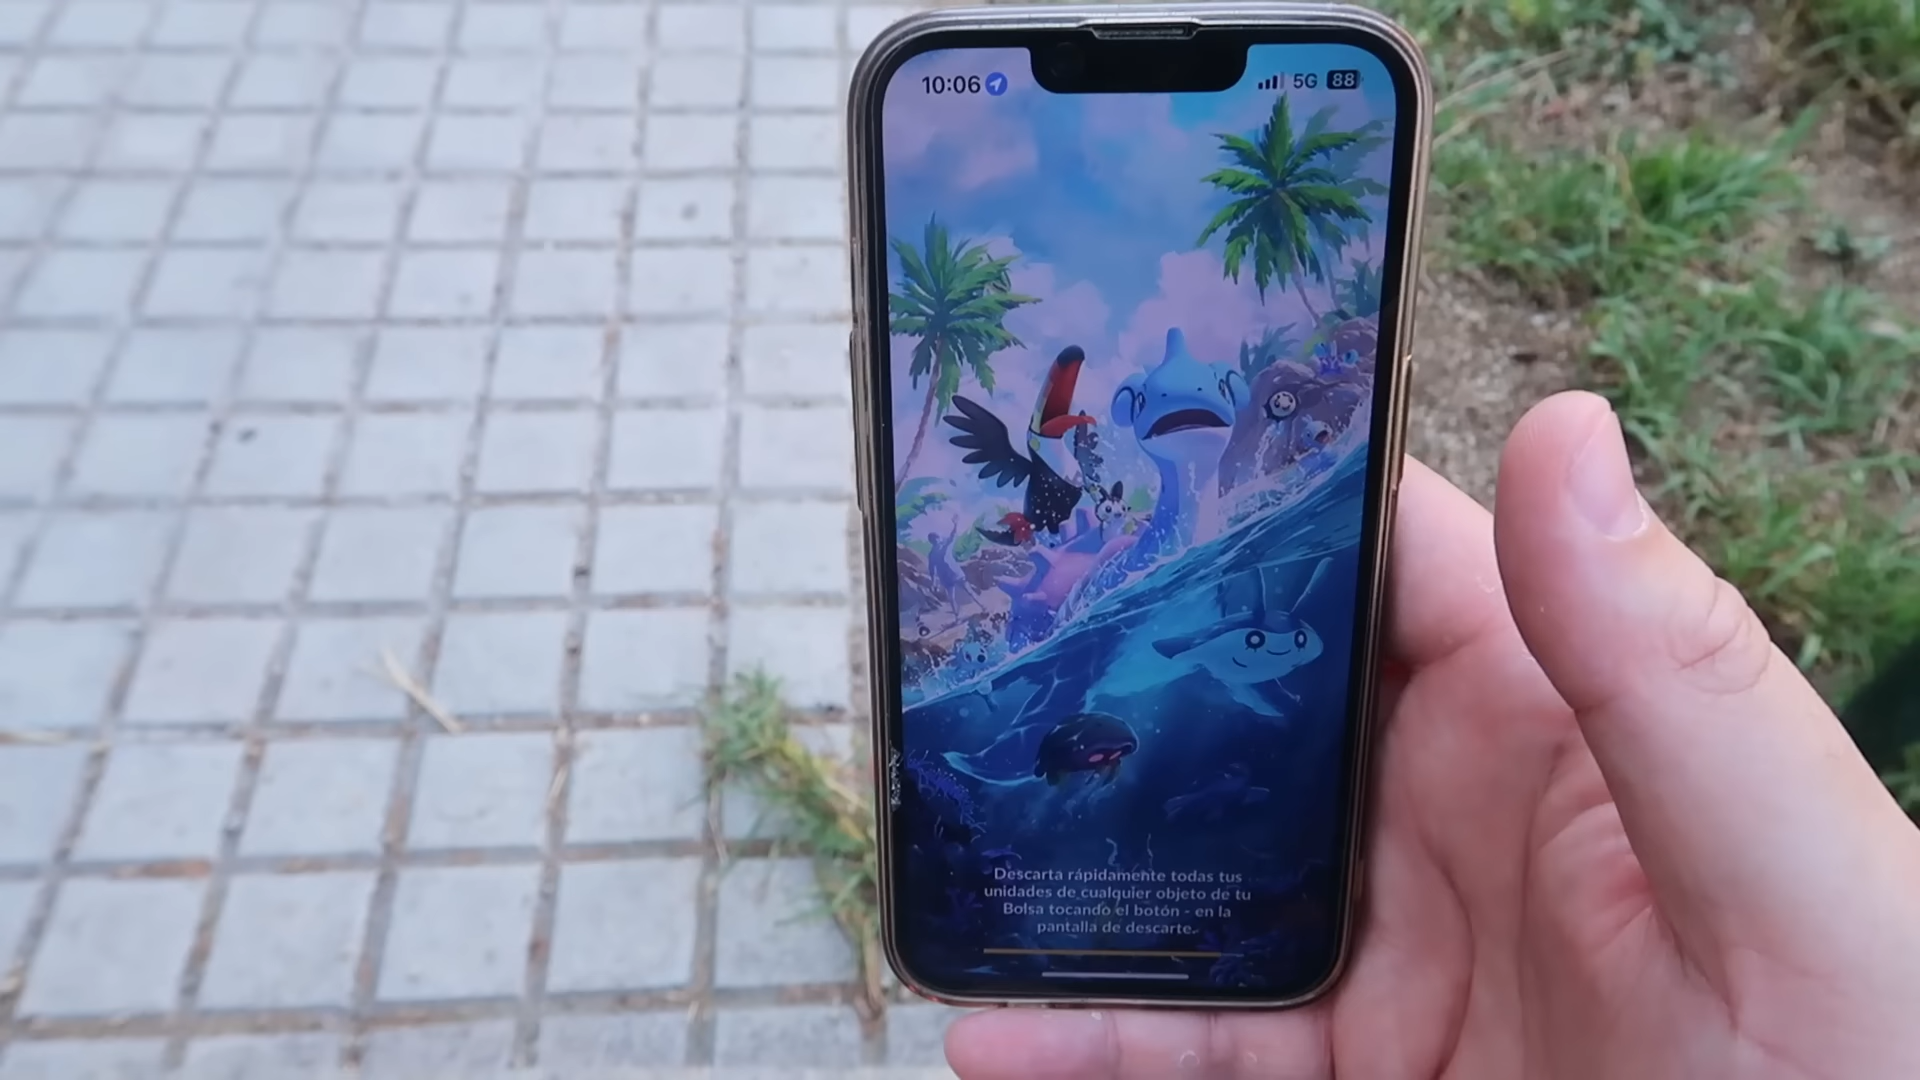 10:06
5G 88
Descarta rápidamente todas tus
unidades de cualquier objeto de tu
Bolsa tocando el botón - en la
pantalla de descarte.